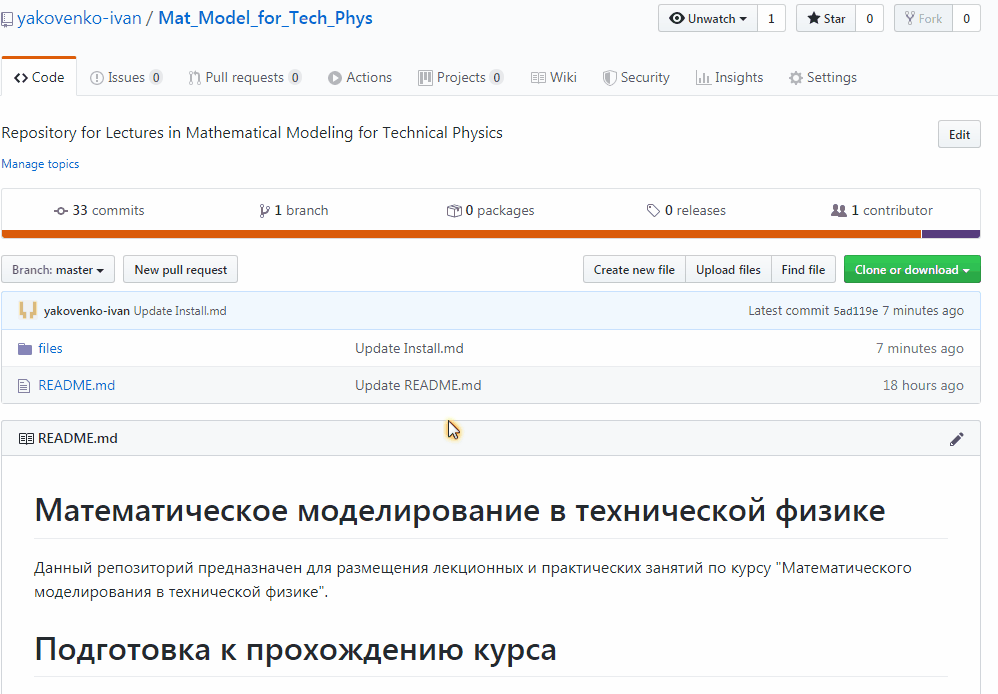 yakovenko-ivan / Mat_Model_for_Tech_Phys
Unwatch 1 Star 0 Fork 0
Code Issues 0 Pull requests 0 Actions Projects 0 Wiki Security Insights Settings
Repository for Lectures in Mathematical Modeling for Technical Physics Edit
Manage topics
33 commits 1 branch 0 packages 0 releases 1 contributor
Branch: master New pull request Create new file Upload files Find file Clone or download
yakovenko-ivan Update Install.md Latest commit 5ad119e 7 minutes ago
files Update Install.md 7 minutes ago
README.md Update README.md 18 hours ago
README.md
Математическое моделирование в технической физике
Данный репозиторий предназначен для размещения лекционных и практических занятий по курсу "Математического
моделирования в технической физике".
Подготовка к прохождению курса